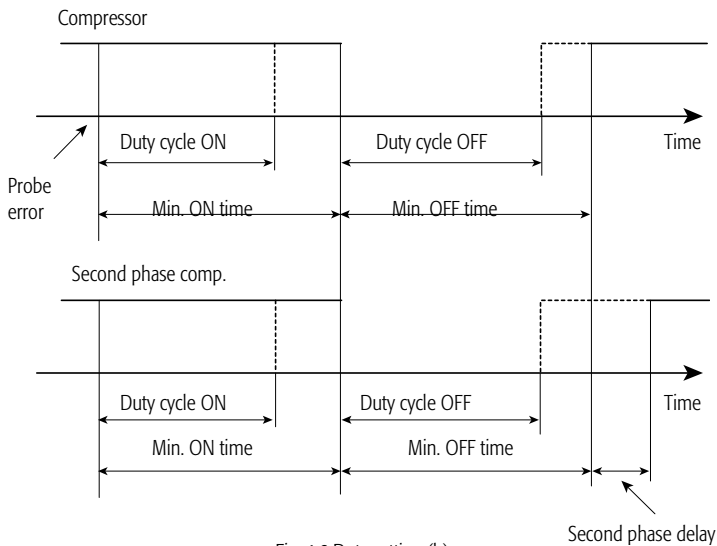 Compressor
Duty cycle ON
Duty cycle OFF
Time
Probe
error
Min. ON time
Min. OFF time
Second phase comp.
Duty cycle ON
Duty cycle OFF
Time
Min. ON time
Min. OFF time
Second phase delay